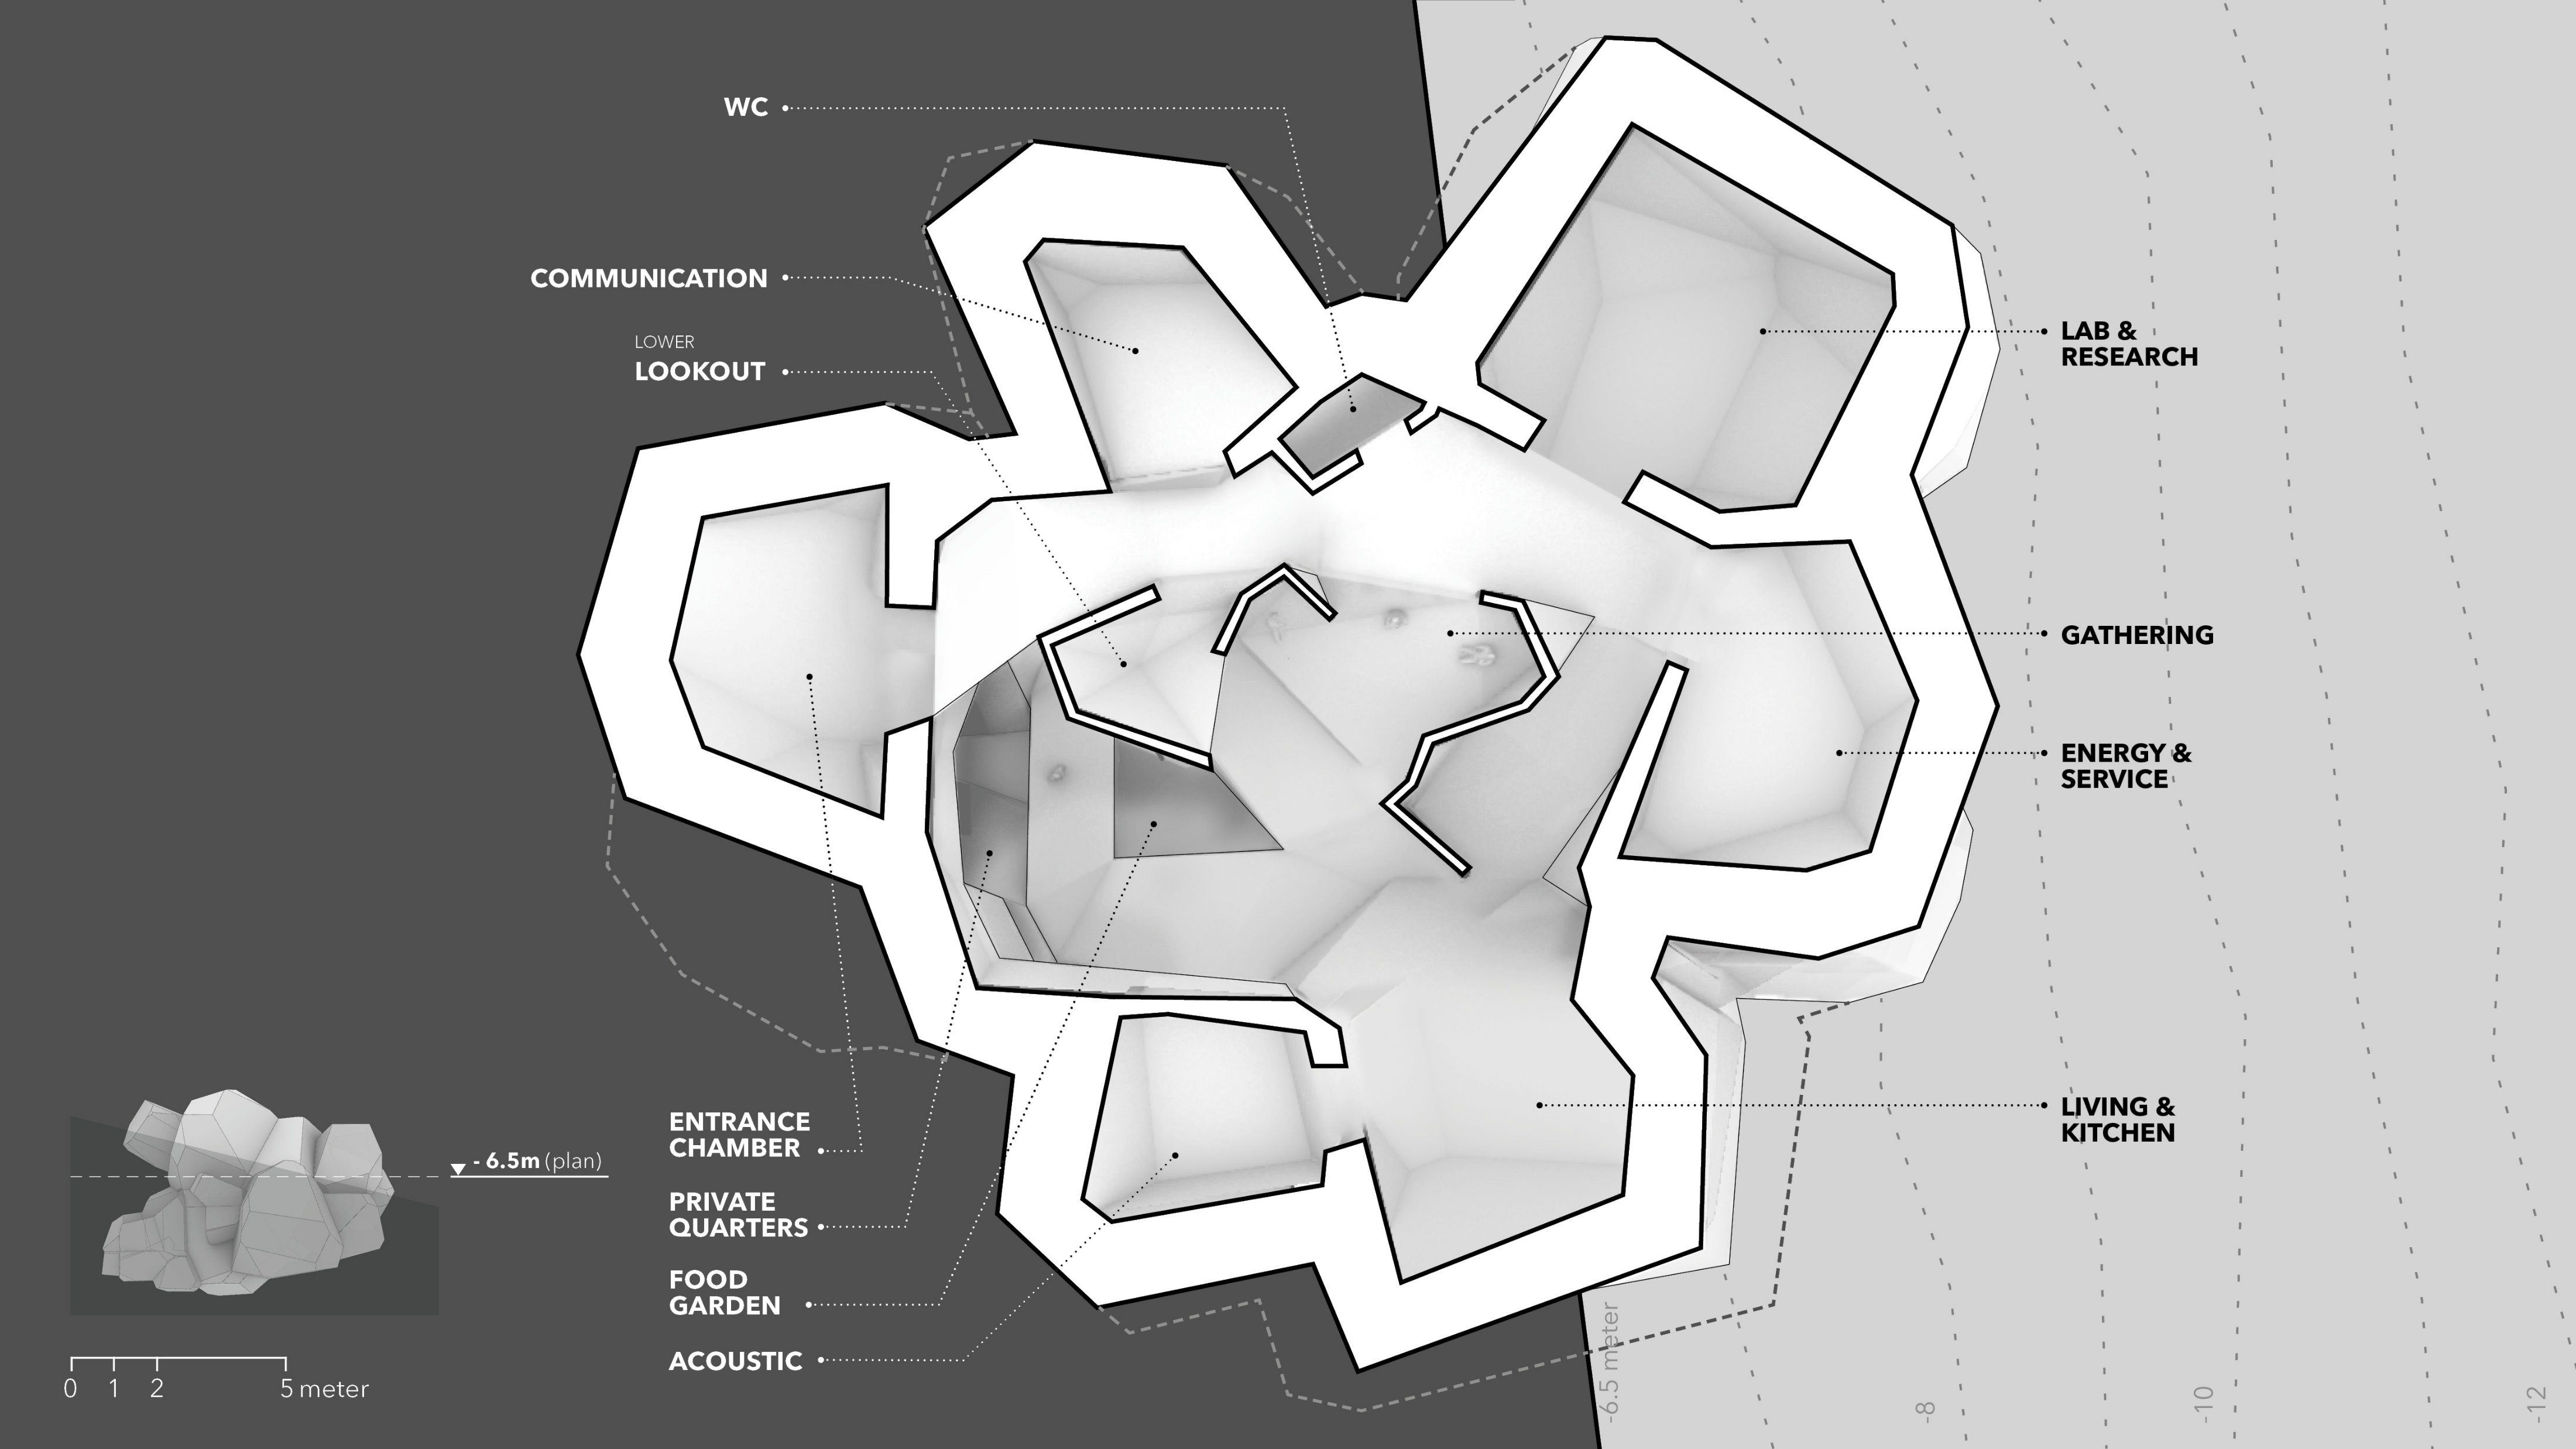 WC
COMMUNICATION
LOWER
LOOKOUT
LAB &
RESEARCH
GATHERING
ENERGY &
SERVICE
LIVING &
KITCHEN
ENTRANCE
CHAMBER
PRIVATE
QUARTERS
FOOD
GARDEN
ACOUSTIC
- 6.5m (plan)
0 1 2 5 meter
-6.5 meter
-8
-10
-12